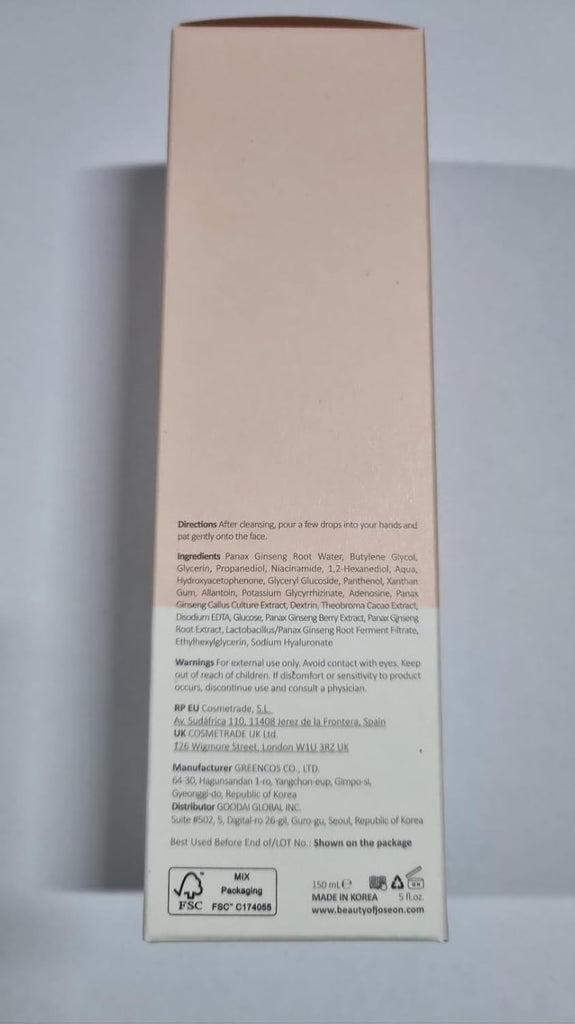 Directions After cleansing, pour a few drops into your hands and
pat gently onto the face.
Ingredients Panax Ginseng Root Water, Butylene Glycol,
Glycerin, Propanediol, Niacinamide, 1,2-Hexanediol, Aqua,
Hydroxyacetophenone, Glyceryl Glucoside, Panthenol, Xanthan
Gum, Allantoin, Potassium Glycyrrhizinate, Adenosine, Panax
Ginseng Callus Culture Extract, Dextrin, Theobroma Cacao Extract,
Disodium EDTA, Glucose, Panax Ginseng Berry Extract, Panax Ginseng
Root Extract, Lactobacillus/Panax Ginseng Root Ferment Filtrate,
Ethylhexylglycerin, Sodium Hyaluronate
Warnings For external use only. Avoid contact with eyes. Keep
out of reach of children. If discomfort or sensitivity to product
occurs, discontinue use and consult a physician.
RP EU Cosmetrade, S.L.
Av. Sudáfrica 110, 11408 Jerez de la Frontera, Spain
UK COSMETRADE UK Ltd.
126 Wigmore Street, London W1U 3RZ UK
Manufacturer GREENCOS CO., LTD.
64-30, Hagunsandan 1-ro, Yangchon-eup, Gimpo-si,
Gyeonggi-do, Republic of Korea
Distributor GOODAI GLOBAL INC.
Suite #502, 5, Digital-ro 26-gil, Guro-gu, Seoul, Republic of Korea
Best Used Before End of/LOT No.: Shown on the package
FSC™
MIX
Packaging
FSC™ C174055
150 mL ℮
MADE IN KOREA 5 fl.oz.
www.beautyofjoseon.com